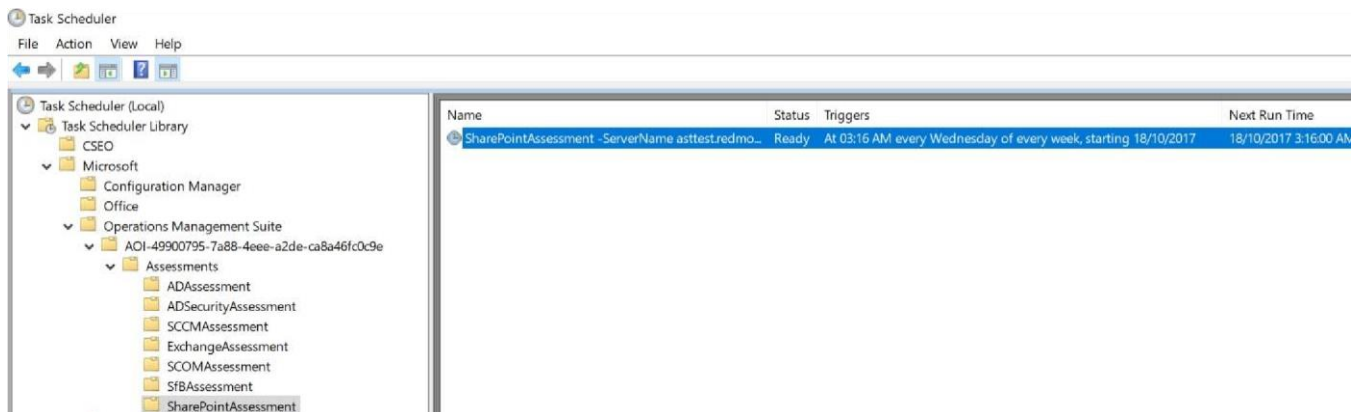 Task Scheduler
File Action View Help
Task Scheduler (Local)
Task Scheduler Library
CSEO
Microsoft
Configuration Manager
Office
Operations Management Suite
AOI-49900795-7a88-4eee-a2de-ca8a46fc0c9e
Assessments
ADAssessment
ADSecurityAssessment
SCCMAssessment
ExchangeAssessment
SCOMAssessment
SfBAssessment
SharePointAssessment
Name Status Triggers Next Run Time
SharePointAssessment -ServerName asttest.redmo... Ready At 03:16 AM every Wednesday of every week, starting 18/10/2017 18/10/2017 3:16:00 AM